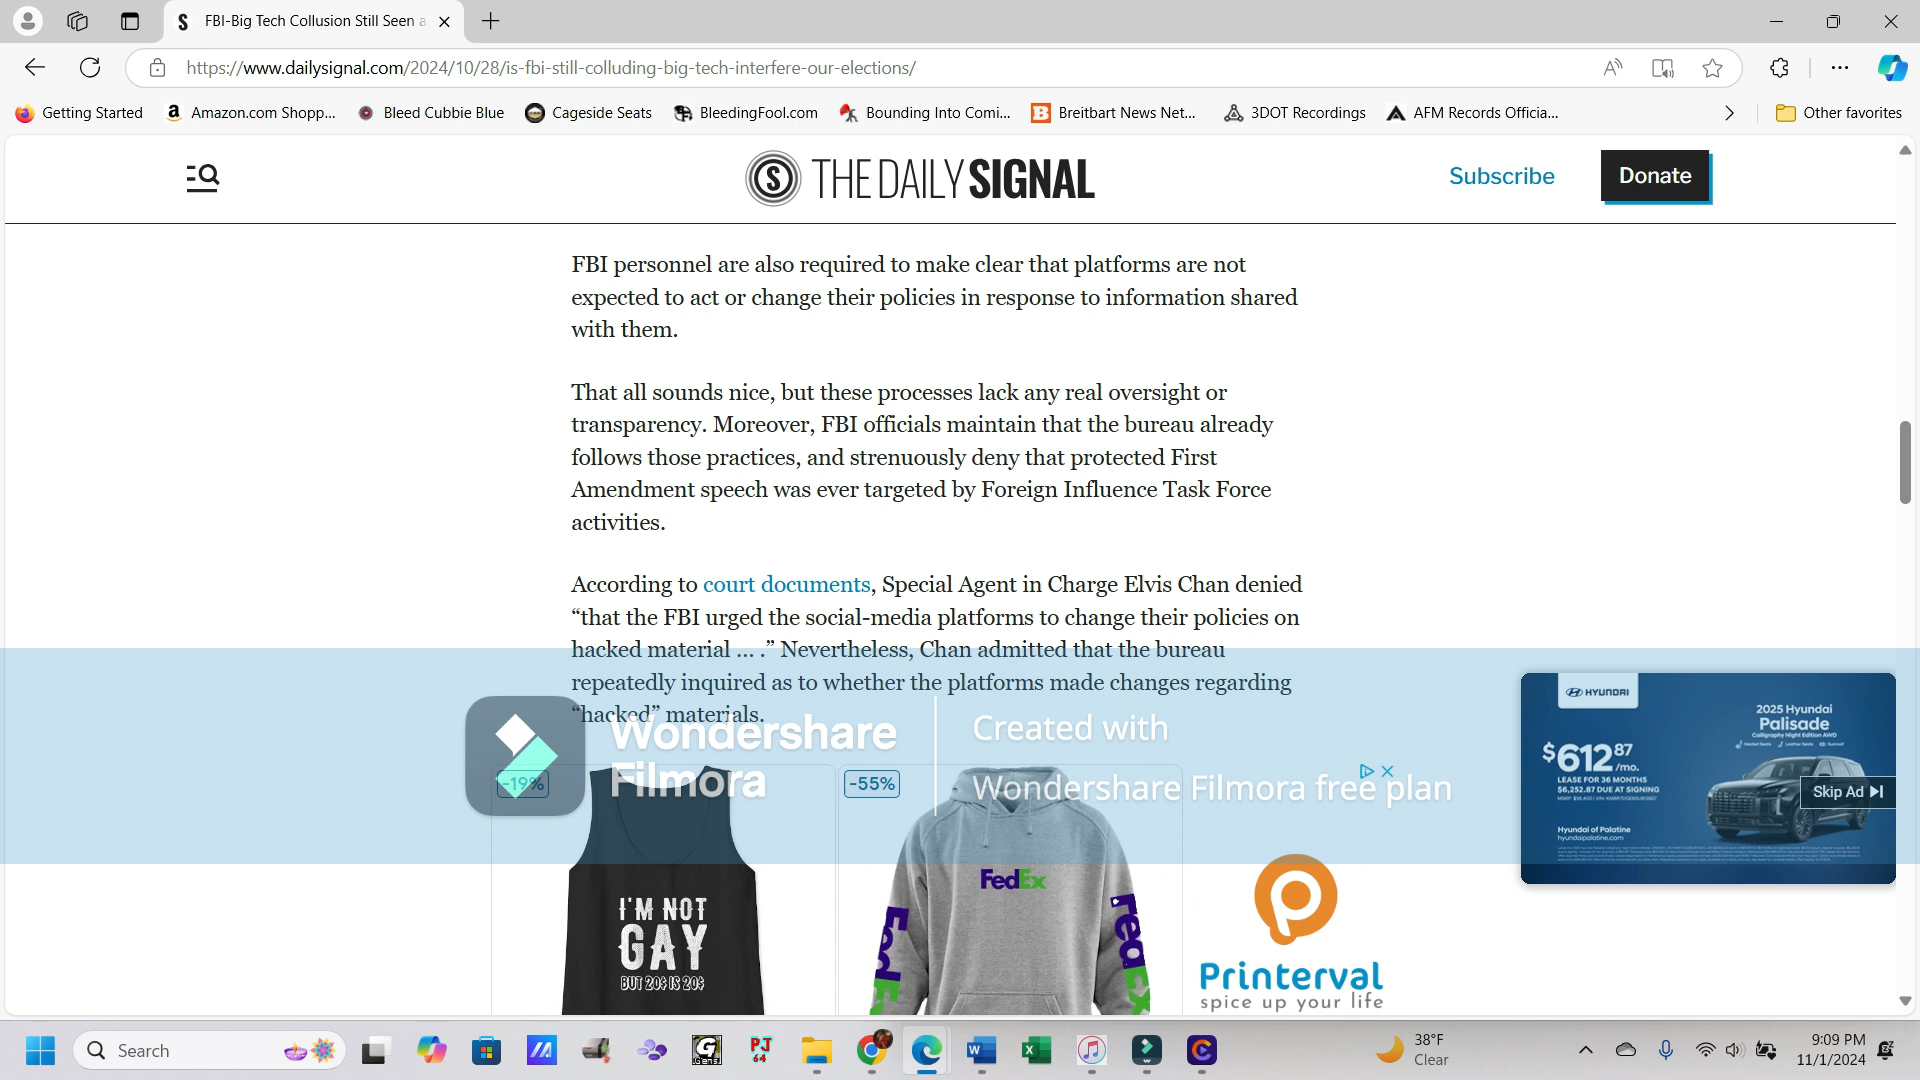 FBI-Big Tech Collusion Still Seen a
https://www.dailysignal.com/2024/10/28/is-fbi-still-colluding-big-tech-interfere-our-elections/
Getting Started
Amazon.com Shopp...
Bleed Cubbie Blue
Cageside Seats
BleedingFool.com
Bounding Into Comi...
Breitbart News Net...
3DOT Recordings
AFM Records Officia...
Other favorites
THE DAILY SIGNAL
Subscribe
Donate
FBI personnel are also required to make clear that platforms are not
expected to act or change their policies in response to information shared
with them.
That all sounds nice, but these processes lack any real oversight or
transparency. Moreover, FBI officials maintain that the bureau already
follows those practices, and strenuously deny that protected First
Amendment speech was ever targeted by Foreign Influence Task Force
activities.
According to court documents, Special Agent in Charge Elvis Chan denied
“that the FBI urged the social-media platforms to change their policies on
hacked material … .” Nevertheless, Chan admitted that the bureau
repeatedly inquired as to whether the platforms made changes regarding
“hacked” materials.
Wondershare
Filmora
Created with
Wondershare Filmora free plan
-19%
-55%
I'M NOT
GAY
BUT 20$ IS 20$
FedEx
FedEx
FedEx
Printerval
spice up your life
HYUNDAI
2025 Hyundai
Palisade
Calligraphy Night Edition AWD
$612.87
/mo.
LEASE FOR 36 MONTHS
$6,252.87 DUE AT SIGNING
Hyundai of Palatine
hyundaipalatine.com
Skip Ad
Search
PJ
64
38°F
Clear
9:09 PM
11/1/2024